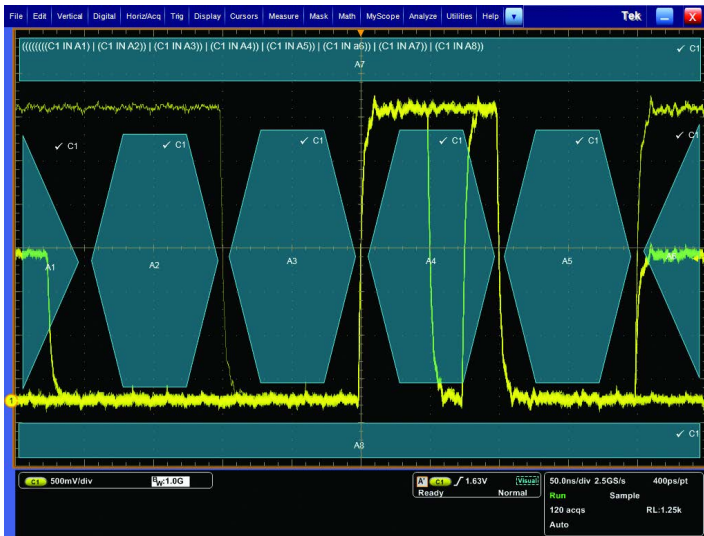 File Edit Vertical Digital Horiz/Acq Trig Display Cursors Measure Mask Math MyScope Analyze Utilities Help Tek X
((((((((C1 IN A1) | (C1 IN A2)) | (C1 IN A3)) | (C1 IN A4)) | (C1 IN A5)) | (C1 IN a6)) | (C1 IN A7)) | (C1 IN A8))
C1
A7
C1
C1
C1
C1
C1
C1
A1
A2
A3
A4
A5
1
C1
A8
C1 500mV/div BW:1.0G
A' C1 1.63V Visual
Ready Normal
50.0ns/div 2.5GS/s 400ps/pt
Run Sample
120 acqs RL:1.25k
Auto